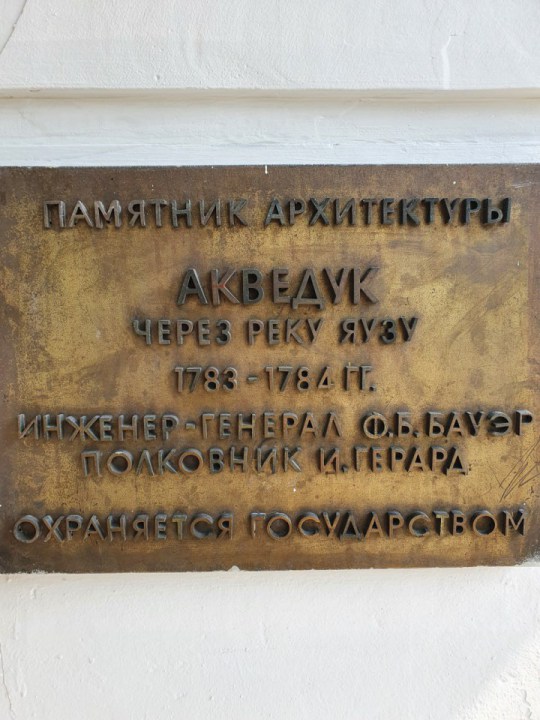 ПАМЯТНИК АРХИТЕКТУРЫ
АКВЕДУК
ЧЕРЕЗ РЕКУ ЯУЗУ
1783-1784 ГГ.
ИНЖЕНЕР-ГЕНЕРАЛ Ф.Б.БАУЭР
ПОЛКОВНИК И.ГЕРАРД
ОХРАНЯЕТСЯ ГОСУДАРСТВОМ